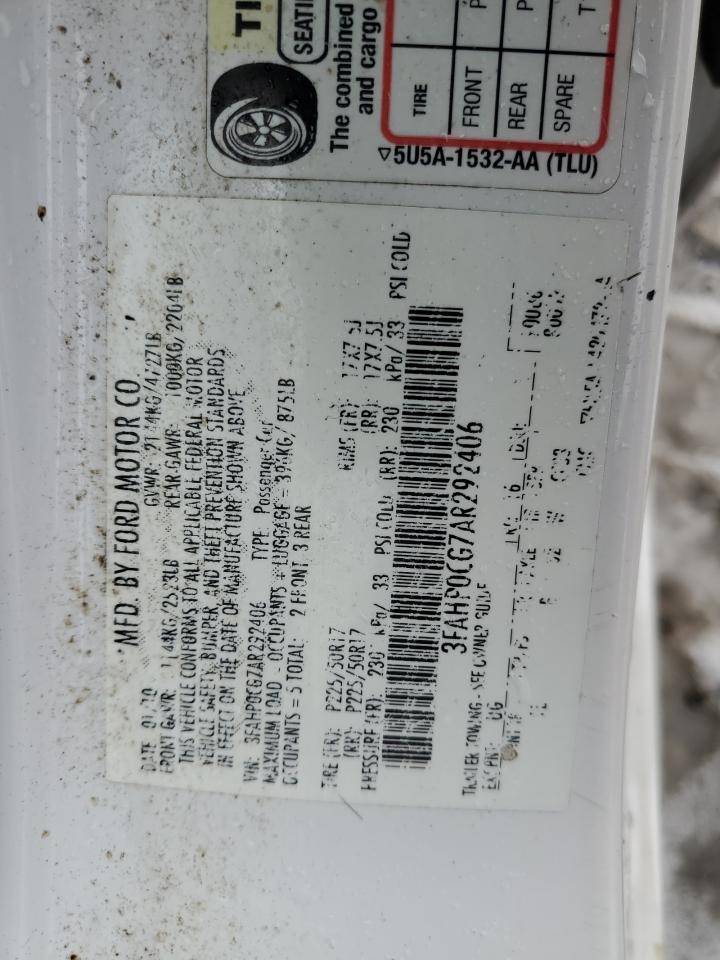 TI
SEATI
The combined
and cargo
TIRE
FRONT P
REAR P
SPARE T
5U5A-1532-AA (TLU)
MFD. BY FORD MOTOR CO.
DATE: 01/10 GVWR:
FRONT GAWR: REAR GAWR: 1000KG/2204LB
THIS VEHICLE CONFORMS TO ALL APPLICABLE FEDERAL MOTOR
VEHICLE SAFETY, BUMPER, AND THEFT PREVENTION STANDARDS
IN EFFECT ON THE DATE OF MANUFACTURE SHOWN ABOVE
VIN: 3FAHP0CG7AR292406 TYPE: Passenger Car
MAXIMUM LOAD = OCCUPANTS + LUGGAGE = KG/ 875LB
OCCUPANTS = 5 TOTAL: 2 FRONT 3 REAR
TIRE (FR): P225/50R17 RIMS (FR): 17X7.5J
(RR): P225/50R17 (RR): 17X7.5J
PRESSURE (FR): 230 kPa/ 33 PSI COLD (RR): 230 kPa/ 33 PSI COLD
3FAHP0CG7AR292406
TRAILER TOWING - SEE OWNER GUIDE
EXT PNT: UG